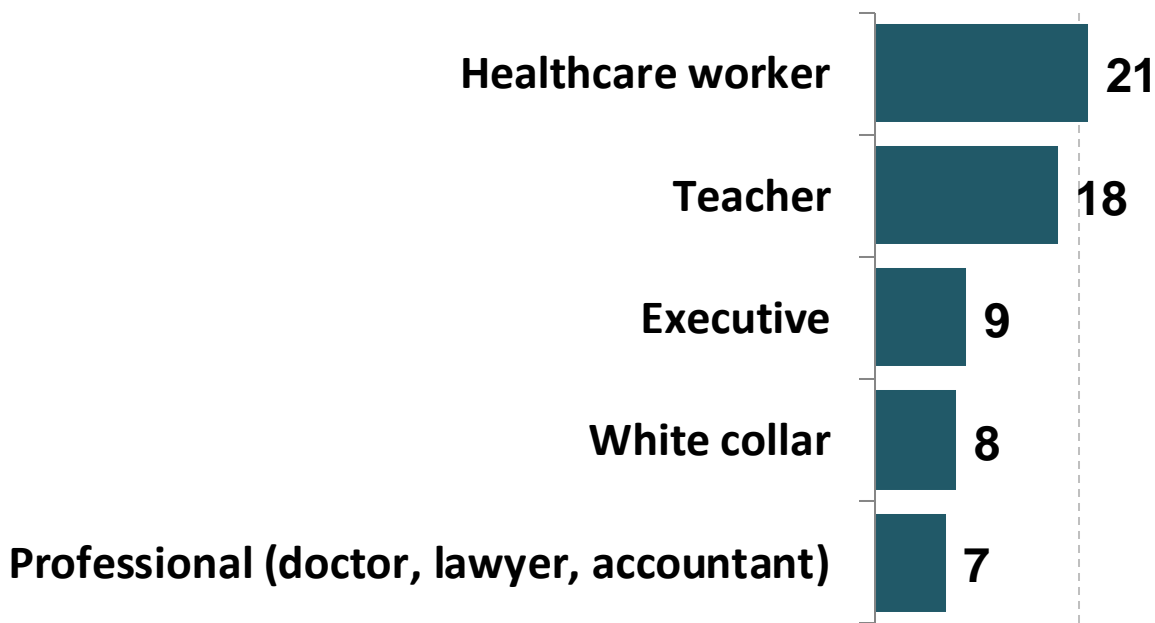 Healthcare worker 21
Teacher 18
Executive 9
White collar 8
Professional (doctor, lawyer, accountant) 7